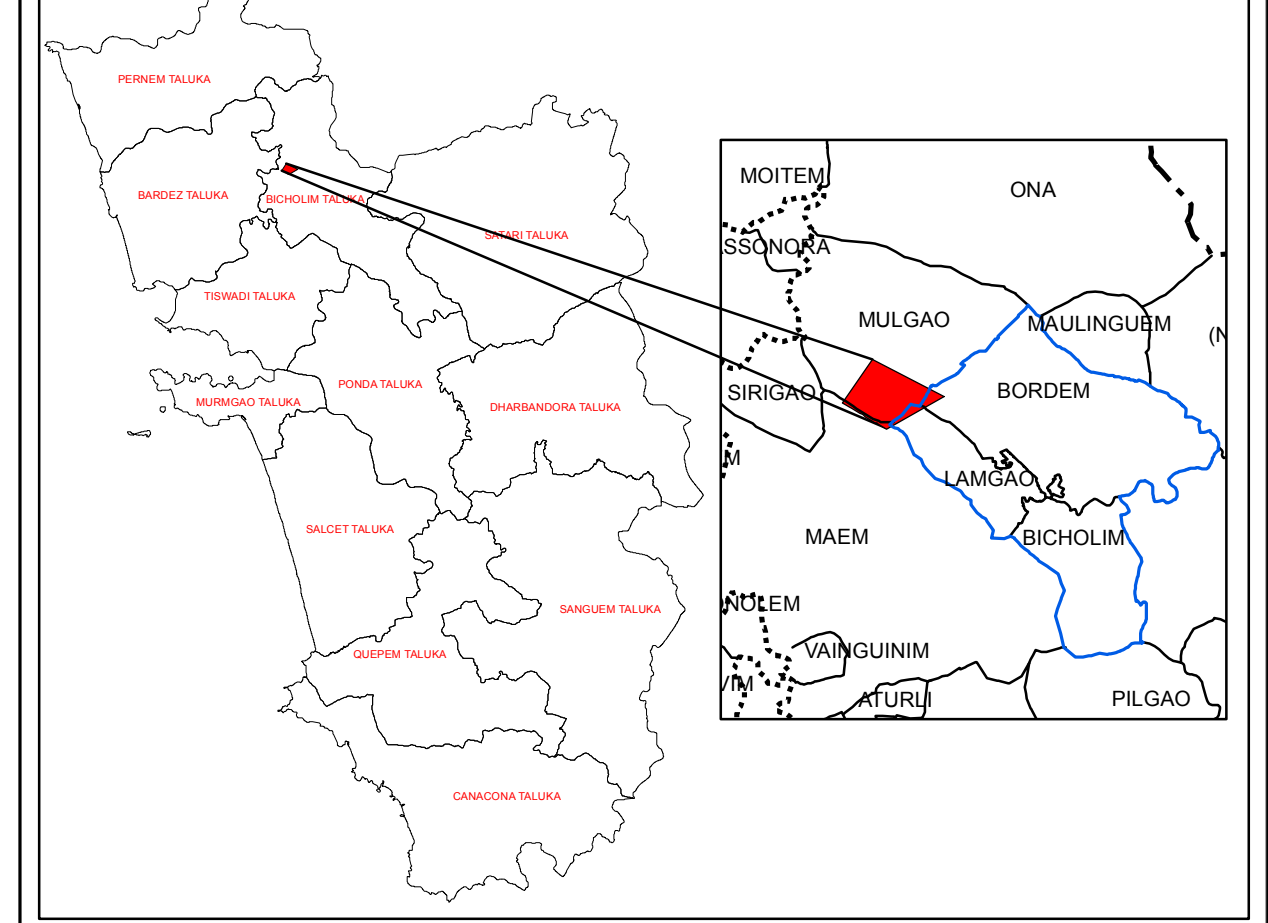 PERNEM TALUKA
BARDEZ TALUKA
BICHOLIM TALUKA
SATARI TALUKA
TISWADI TALUKA
PONDA TALUKA
MURMGAO TALUKA
DHARBANDORA TALUKA
SALCET TALUKA
SANGUEM TALUKA
QUEPEM TALUKA
CANACONA TALUKA
MOITEM
ONA
SSONORA
MULGAO
MAULINGUEM
(N
SIRIGAO
BORDEM
M
LAMGAO
MAEM
BICHOLIM
NOLEM
VAINGUINIM
VIM
ATURLI
PILGAO